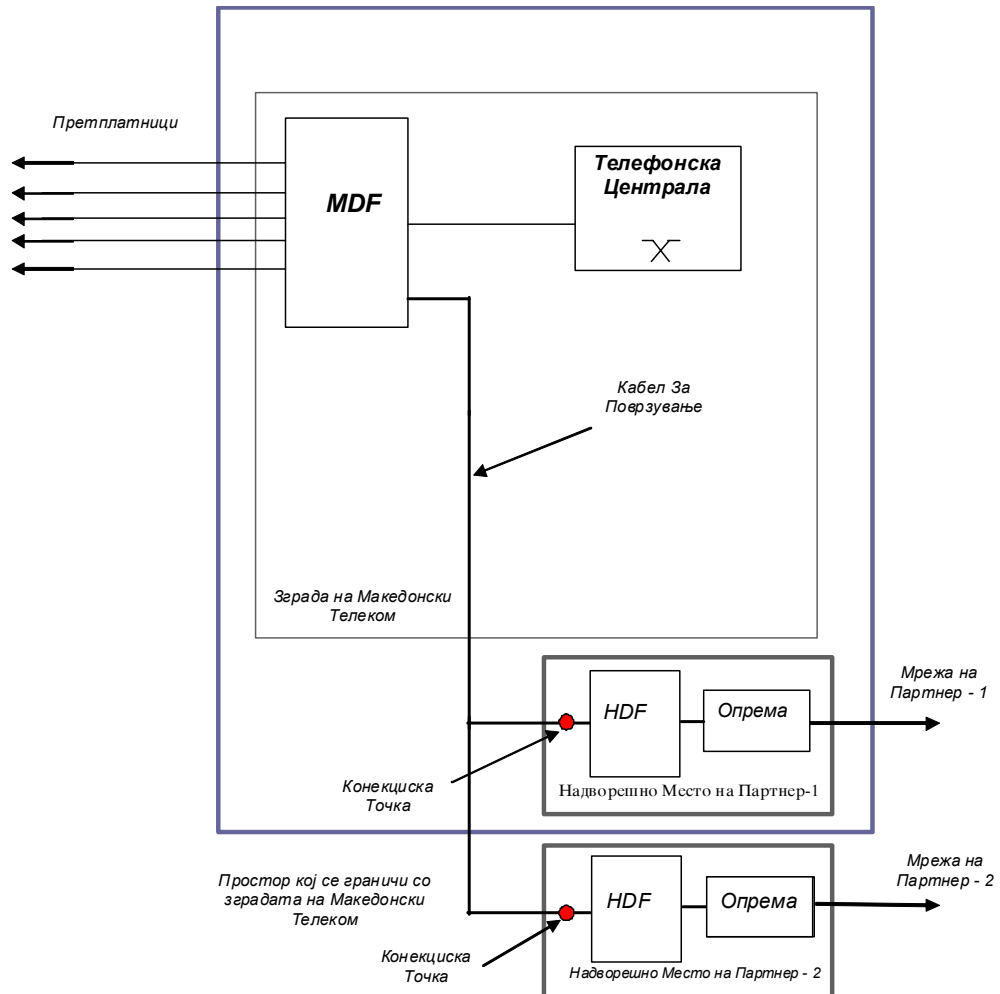 Претплатници
MDF
Телефонска
Централа
Кабел За
Поврзување
Зграда на Македонски
Телеком
Мрежа на
Партнер - 1
HDF
Опрема
Конекциска
Точка
Надворешно Место на Партнер-1
Простор кој се граничи со
зградата на Македонски
Телеком
Мрежа на
Партнер - 2
HDF
Опрема
Конекциска
Точка
Надворешно Место на Партнер - 2